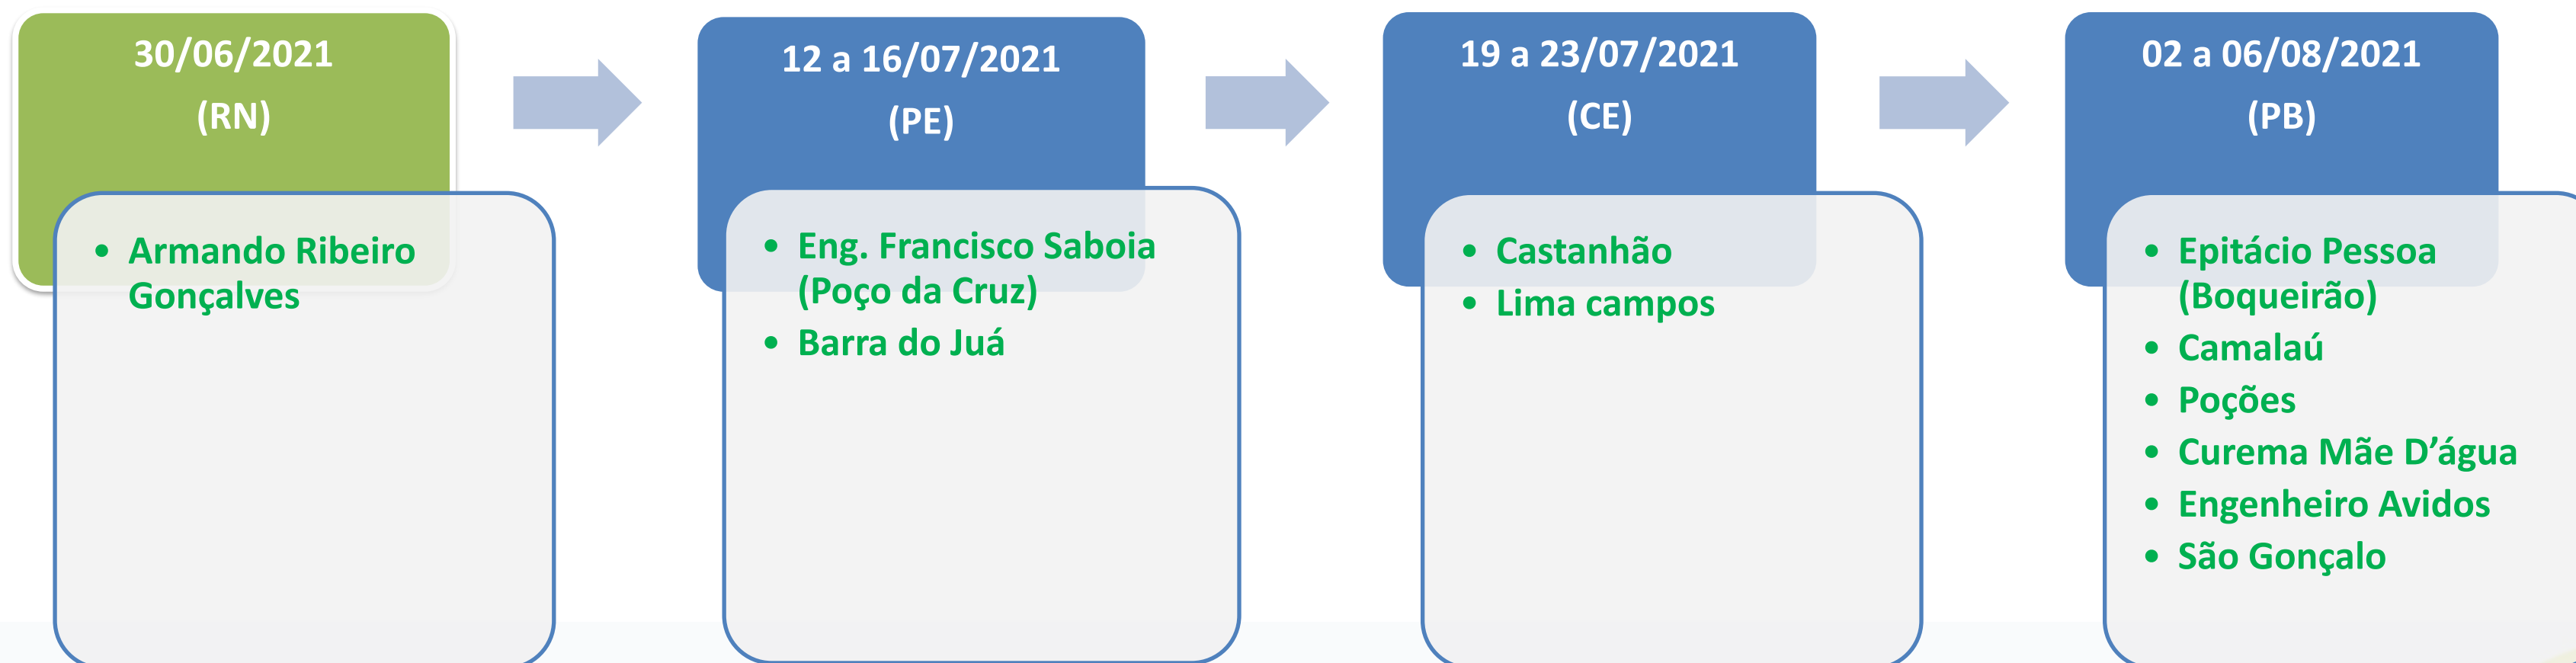 30/06/2021
(RN)
• Armando Ribeiro
Gonçalves
12 a 16/07/2021
(PE)
• Eng. Francisco Saboia
(Poço da Cruz)
• Barra do Juá
19 a 23/07/2021
(CE)
• Castanhão
• Lima campos
02 a 06/08/2021
(PB)
• Epitácio Pessoa
(Boqueirão)
• Camalaú
• Poções
• Curema Mãe D’água
• Engenheiro Avidos
• São Gonçalo